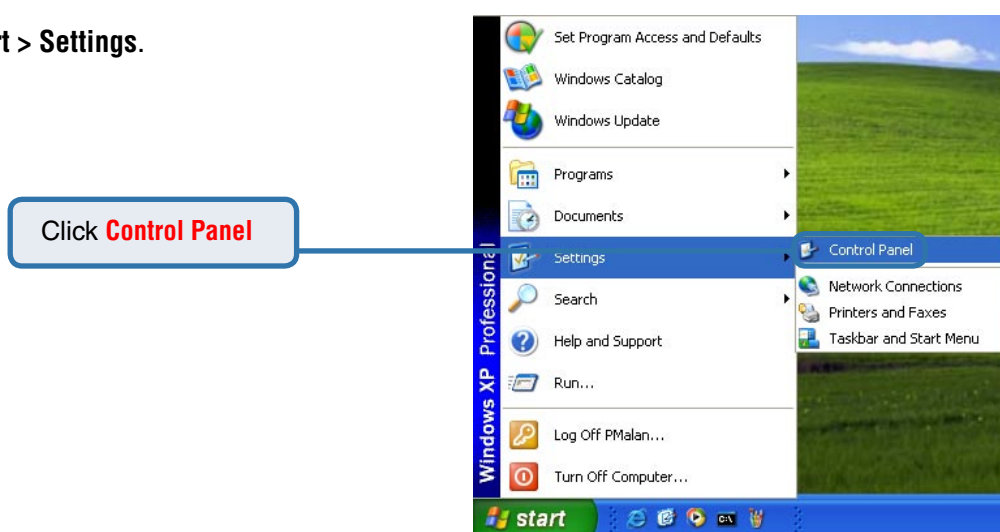 rt > Settings.
Click Control Panel
Set Program Access and Defaults
Windows Catalog
Windows Update
Programs
Documents
Settings
Search
Help and Support
Run...
Log Off PMalan...
Turn Off Computer...
Control Panel
Network Connections
Printers and Faxes
Taskbar and Start Menu
Windows XP Professional
start